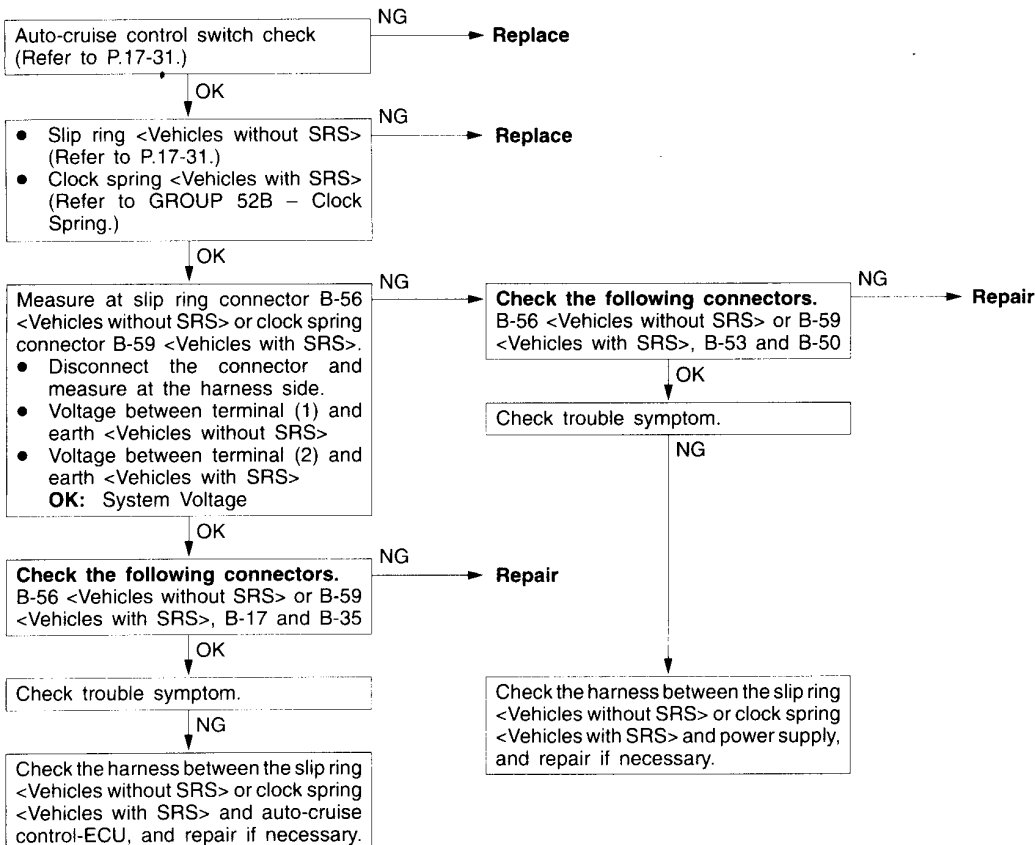 Auto-cruise control switch check
(Refer to P.17-31.)
NG
Replace
OK
● Slip ring <Vehicles without SRS>
(Refer to P.17-31.)
● Clock spring <Vehicles with SRS>
(Refer to GROUP 52B – Clock
Spring.)
NG
Replace
OK
Measure at slip ring connector B-56
<Vehicles without SRS> or clock spring
connector B-59 <Vehicles with SRS>.
● Disconnect the connector and
measure at the harness side.
● Voltage between terminal (1) and
earth <Vehicles without SRS>
● Voltage between terminal (2) and
earth <Vehicles with SRS>
OK: System Voltage
NG
Check the following connectors.
B-56 <Vehicles without SRS> or B-59
<Vehicles with SRS>, B-53 and B-50
NG
Repair
OK
Check trouble symptom.
NG
Check the harness between the slip ring
<Vehicles without SRS> or clock spring
<Vehicles with SRS> and power supply,
and repair if necessary.
OK
Check the following connectors.
B-56 <Vehicles without SRS> or B-59
<Vehicles with SRS>, B-17 and B-35
NG
Repair
OK
Check trouble symptom.
NG
Check the harness between the slip ring
<Vehicles without SRS> or clock spring
<Vehicles with SRS> and auto-cruise
control-ECU, and repair if necessary.